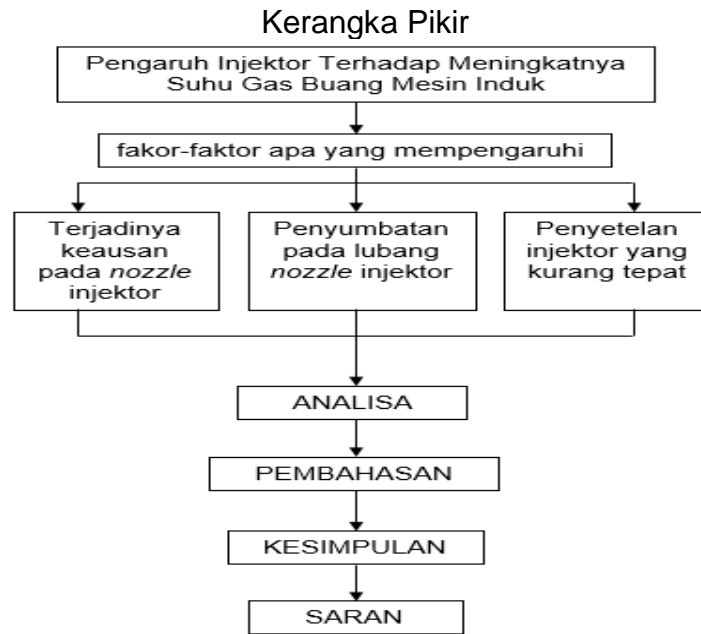 Kerangka Pikir
Pengaruh Injektor Terhadap Meningkatnya
Suhu Gas Buang Mesin Induk
fakor-faktor apa yang mempengaruhi
Terjadinya
keausan
pada nozzle
injektor
Penyumbatan
pada lubang
nozzle injektor
Penyetelan
injektor yang
kurang tepat
ANALISA
PEMBAHASAN
KESIMPULAN
SARAN